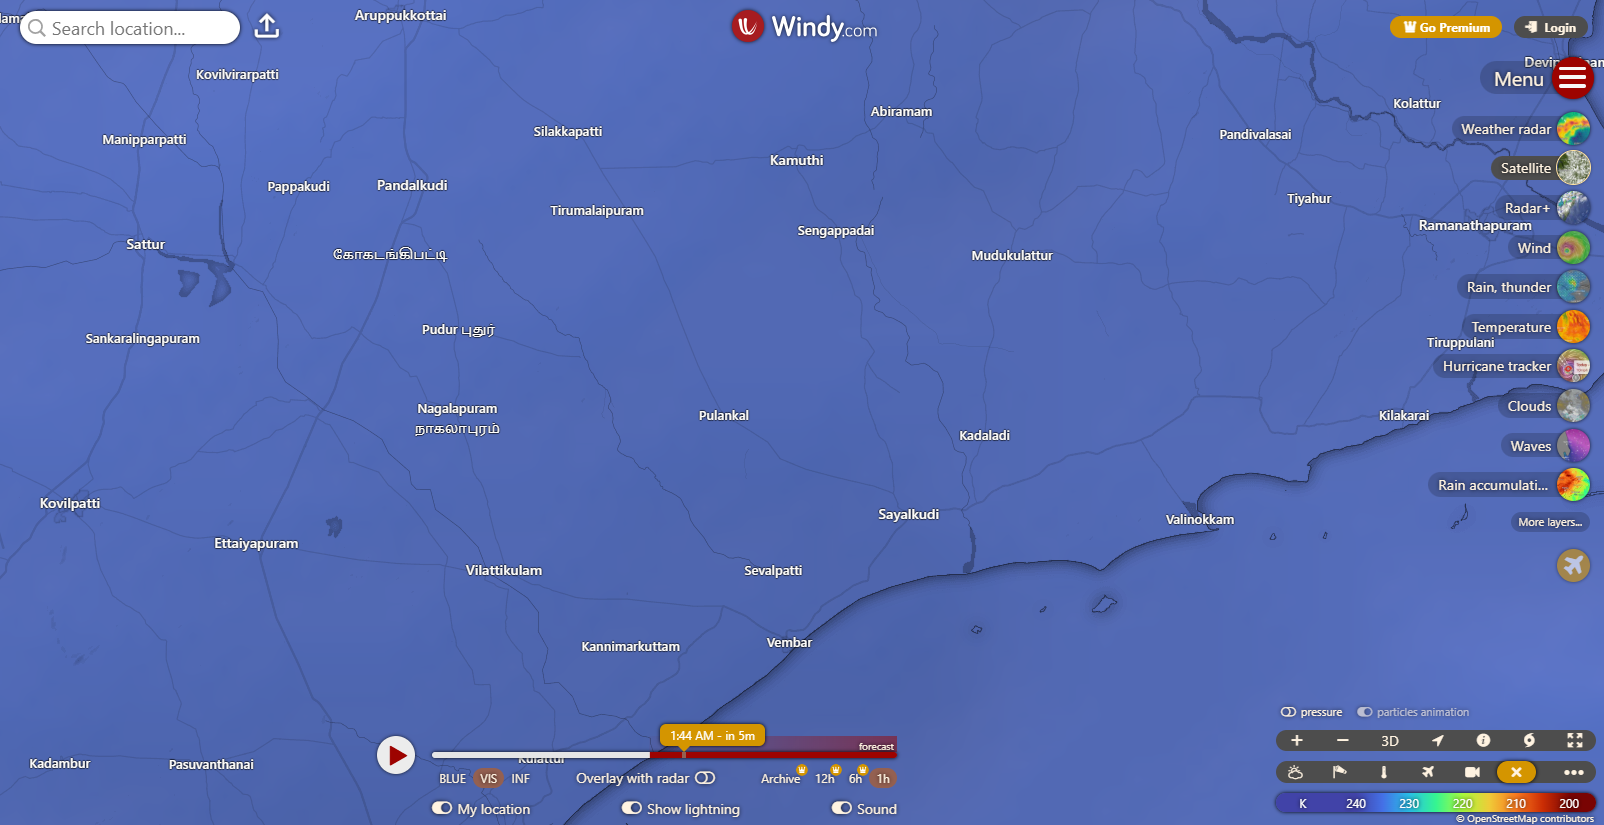 Search location...
Windy.com
Go Premium
Login
Menu
Weather radar
Satellite
Radar+
Wind
Rain, thunder
Temperature
Hurricane tracker
Clouds
Waves
Rain accumulati...
More layers...
Aruppukkottai
Kovilvirarpatti
Kolattur
Abiramam
Silakkapatti
Pandivalasai
Manipparpatti
Kamuthi
Pappakudi
Pandalkudi
Tiyahur
Tirumalaipuram
Ramanathapuram
Sengappadai
Sattur
கோகடங்கிபட்டி
Mudukulattur
Pudur புதுர்
Sankaralingapuram
Tiruppulani
Nagalapuram
நாகலாபுரம்
Pulankal
Kilakarai
Kadaladi
Kovilpatti
Sayalkudi
Valinokkam
Ettaiyapuram
Vilattikulam
Sevalpatti
Kannimarkuttam
Vembar
Kadambur
Pasuvanthanai
Kulattur
1:44 AM - in 5m
forecast
BLUE VIS INF
Overlay with radar
Archive 12h 6h 1h
My location
Show lightning
Sound
pressure
particles animation
+ − 3D
K 240 230 220 210 200
© OpenStreetMap contributors